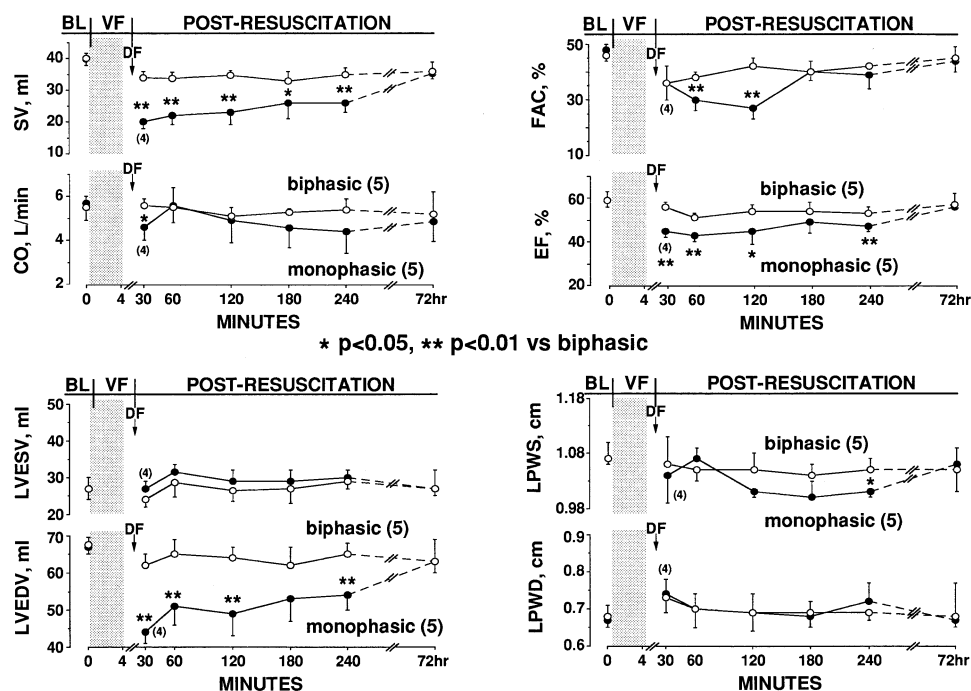 BL VF POST-RESUSCITATION
DF
SV, ml
40
30
20
10
** ** ** * **
(4)
DF
CO, L/min
6
4
2
*
(4)
biphasic (5)
monophasic (5)
0 4 30 60 120 180 240 72hr
MINUTES
BL VF POST-RESUSCITATION
DF
FAC, %
50
30
10
** **
(4)
DF
EF, %
80
60
40
20
biphasic (5)
(4)
** ** * **
monophasic (5)
0 4 30 60 120 180 240 72hr
MINUTES
* p<0.05, ** p<0.01 vs biphasic
BL VF POST-RESUSCITATION
DF
LVESV, ml
50
40
30
20
(4)
biphasic (5)
DF
LVEDV, ml
70
60
50
40
** ** ** **
(4)
monophasic (5)
0 4 30 60 120 180 240 72hr
MINUTES
BL VF POST-RESUSCITATION
DF
LPWS, cm
1.18
1.08
0.98
biphasic (5)
(4)
*
monophasic (5)
DF
LPWD, cm
0.9
0.8
0.7
0.6
(4)
0 4 30 60 120 180 240 72hr
MINUTES